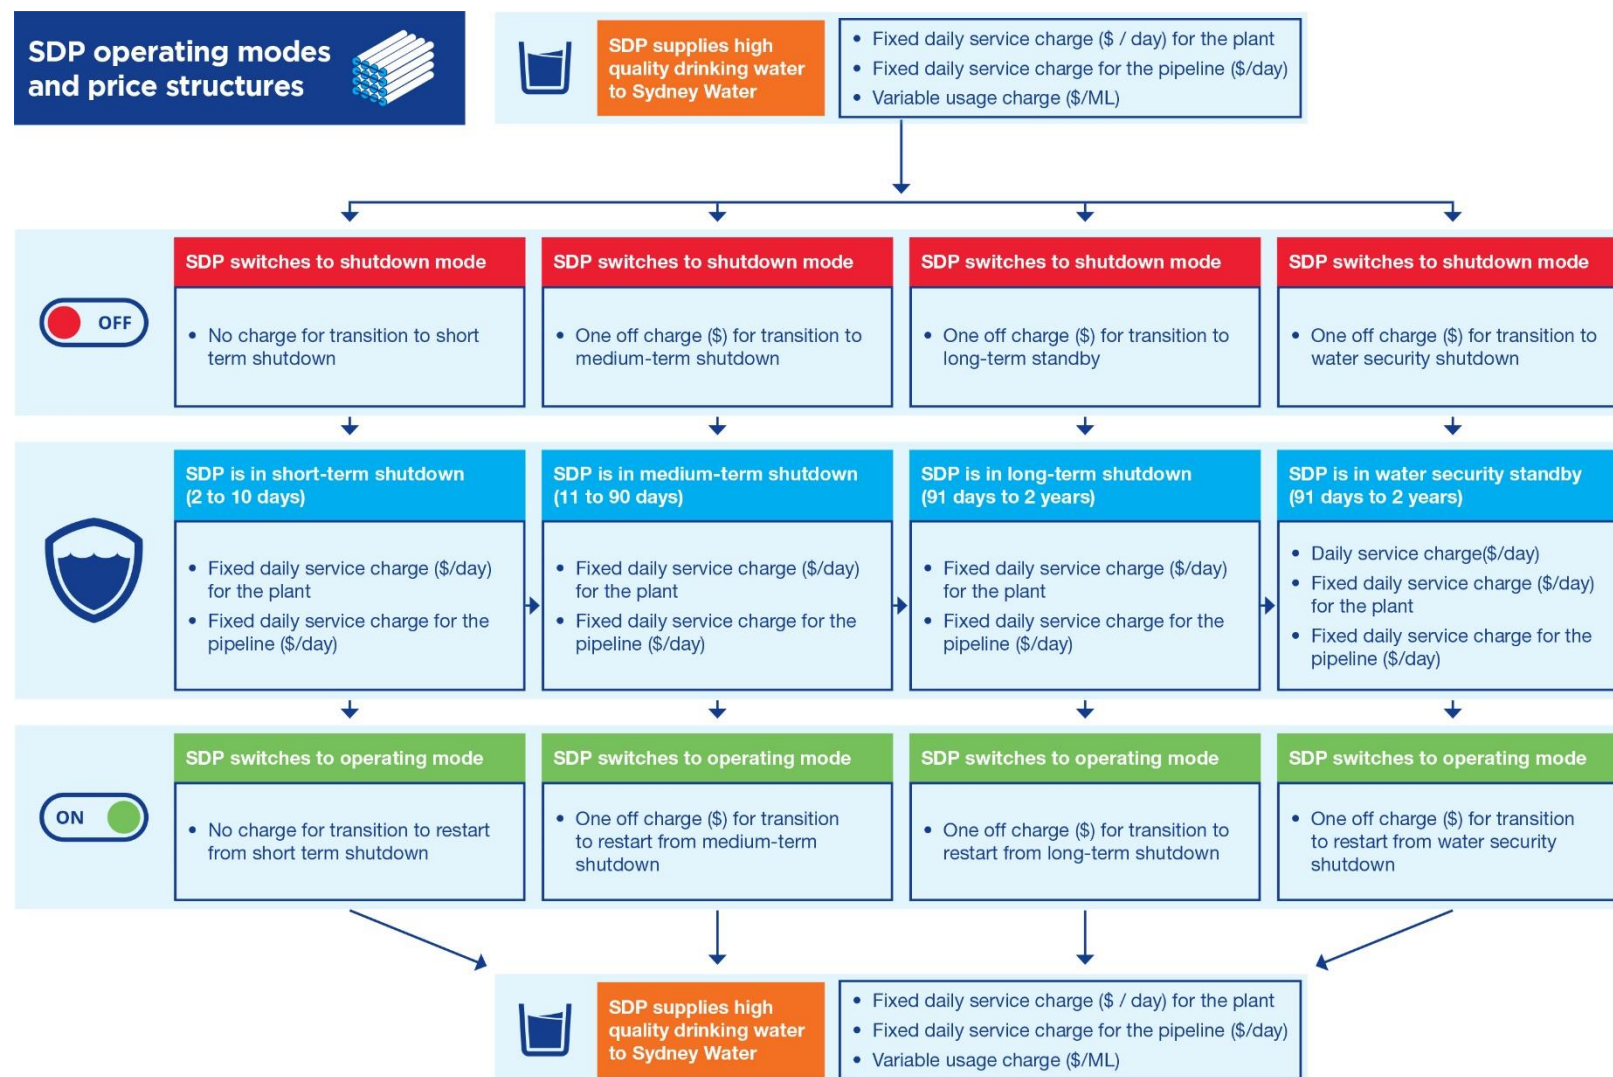 SDP operating modes
and price structures
SDP supplies high
quality drinking water
to Sydney Water
• Fixed daily service charge ($ / day) for the plant
• Fixed daily service charge for the pipeline ($/day)
• Variable usage charge ($/ML)
OFF
SDP switches to shutdown mode
• No charge for transition to short
term shutdown
SDP switches to shutdown mode
• One off charge ($) for transition to
medium-term shutdown
SDP switches to shutdown mode
• One off charge ($) for transition to
long-term standby
SDP switches to shutdown mode
• One off charge ($) for transition to
water security shutdown
SDP is in short-term shutdown
(2 to 10 days)
• Fixed daily service charge ($/day)
for the plant
• Fixed daily service charge for the
pipeline ($/day)
SDP is in medium-term shutdown
(11 to 90 days)
• Fixed daily service charge ($/day)
for the plant
• Fixed daily service charge for the
pipeline ($/day)
SDP is in long-term shutdown
(91 days to 2 years)
• Fixed daily service charge ($/day)
for the plant
• Fixed daily service charge for the
pipeline ($/day)
SDP is in water security standby
(91 days to 2 years)
• Daily service charge($/day)
• Fixed daily service charge ($/day)
for the plant
• Fixed daily service charge for the
pipeline ($/day)
ON
SDP switches to operating mode
• No charge for transition to restart
from short term shutdown
SDP switches to operating mode
• One off charge ($) for transition
to restart from medium-term
shutdown
SDP switches to operating mode
• One off charge ($) for transition to
restart from long-term shutdown
SDP switches to operating mode
• One off charge ($) for transition
to restart from water security
shutdown
SDP supplies high
quality drinking water
to Sydney Water
• Fixed daily service charge ($ / day) for the plant
• Fixed daily service charge for the pipeline ($/day)
• Variable usage charge ($/ML)